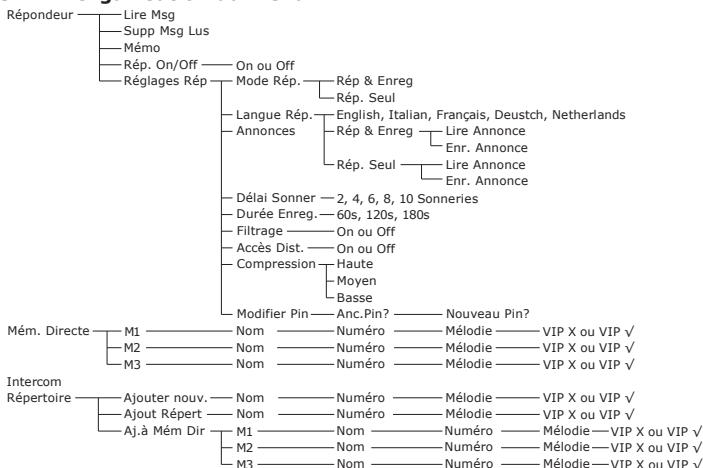 Répondeur Lire Msg
Supp Msg Lus
Mémo
Rép. On/Off On ou Off
Réglages Rép Mode Rép. Rép & Enreg
Rép. Seul
Langue Rép. English, Italian, Français, Deustch, Netherlands
Annonces Rép & Enreg Lire Annonce
Enr. Annonce
Rép. Seul Lire Annonce
Enr. Annonce
Délai Sonner 2, 4, 6, 8, 10 Sonneries
Durée Enreg. 60s, 120s, 180s
Filtrage On ou Off
Accès Dist. On ou Off
Compression Haute
Moyen
Basse
Modifier Pin Anc.Pin? Nouveau Pin?
Mém. Directe M1 Nom Numéro Mélodie VIP X ou VIP √
M2 Nom Numéro Mélodie VIP X ou VIP √
M3 Nom Numéro Mélodie VIP X ou VIP √
Intercom
Répertoire Ajouter nouv. Nom Numéro Mélodie VIP X ou VIP √
Ajout Répert Nom Numéro Mélodie VIP X ou VIP √
Aj.à Mém Dir M1 Nom Numéro Mélodie VIP X ou VIP √
M2 Nom Numéro Mélodie VIP X ou VIP √
M3 Nom Numéro Mélodie VIP X ou VIP √